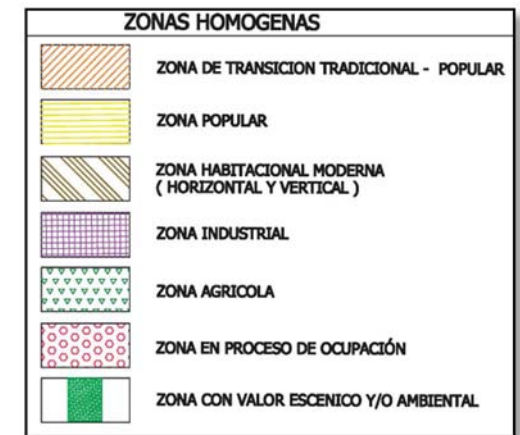 ZONAS HOMOGENAS
ZONA DE TRANSICION TRADICIONAL - POPULAR
ZONA POPULAR
ZONA HABITACIONAL MODERNA
( HORIZONTAL Y VERTICAL )
ZONA INDUSTRIAL
ZONA AGRICOLA
ZONA EN PROCESO DE OCUPACIÓN
ZONA CON VALOR ESCENICO Y/O AMBIENTAL